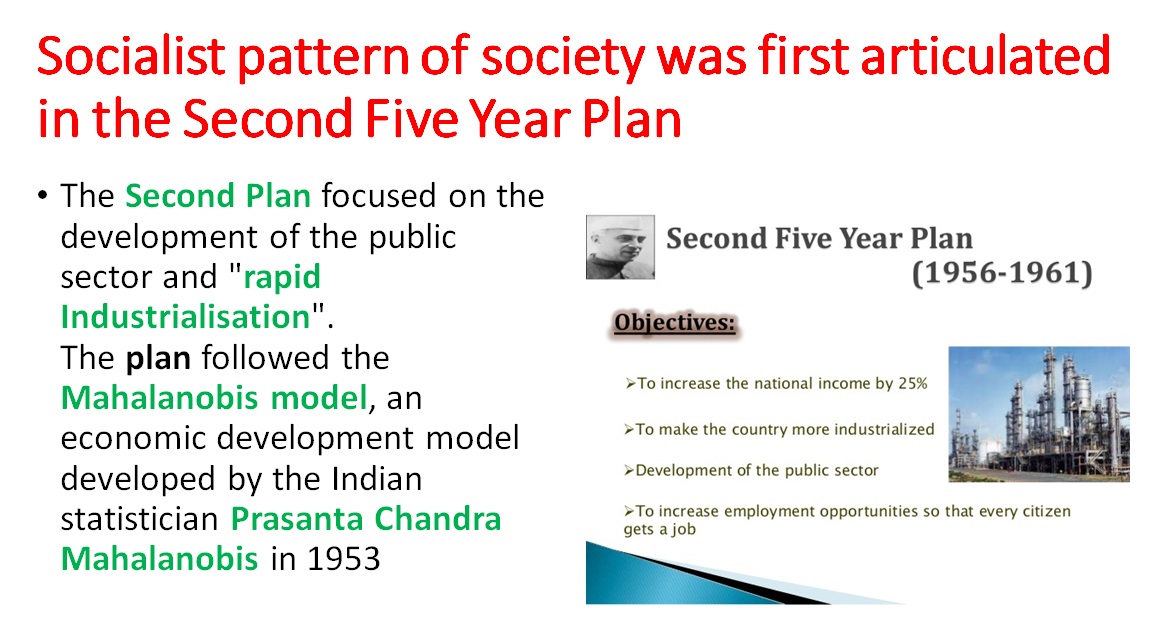 Socialist pattern of society was first articulated
in the Second Five Year Plan
• The Second Plan focused on the
development of the public
sector and "rapid
Industrialisation".
The plan followed the
Mahalanobis model, an
economic development model
developed by the Indian
statistician Prasanta Chandra
Mahalanobis in 1953
Second Five Year Plan
(1956-1961)
Objectives:
➢To increase the national income by 25%
➢To make the country more industrialized
➢Development of the public sector
➢To increase employment opportunities so that every citizen
gets a job